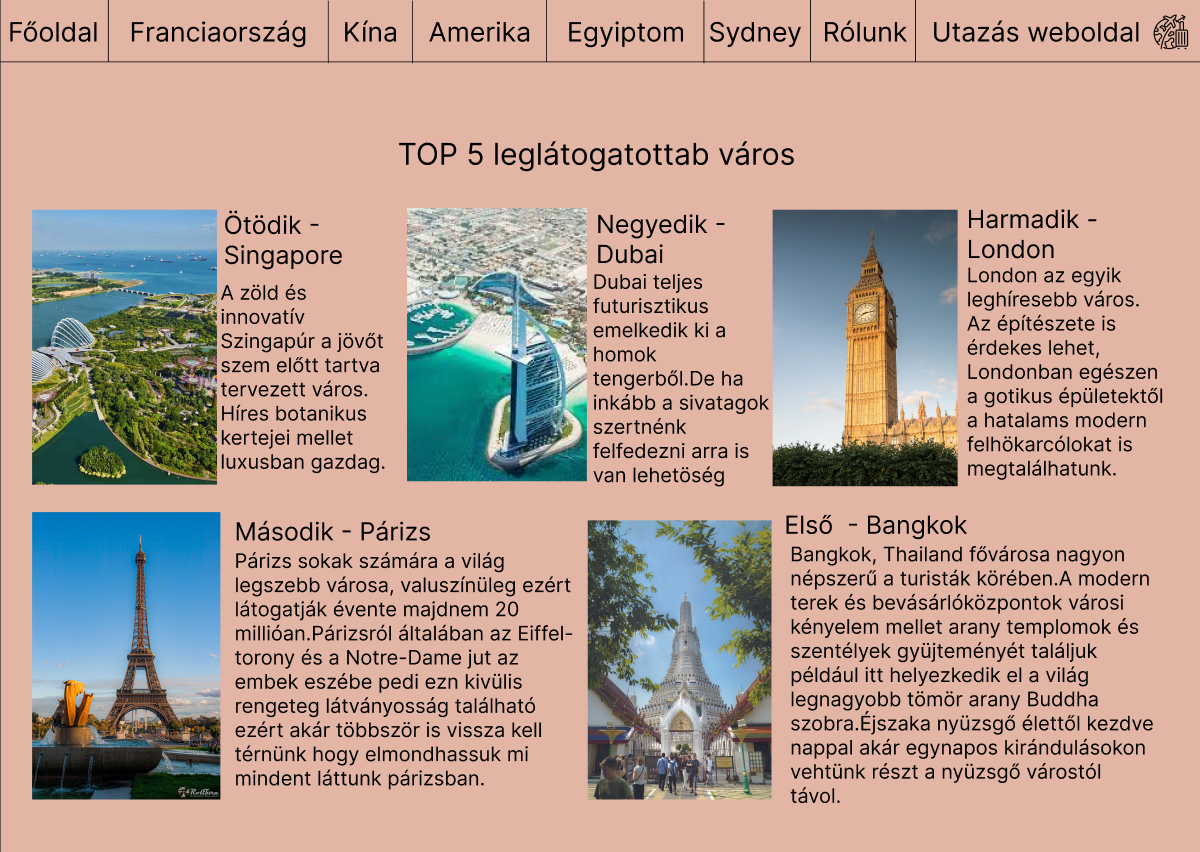 Főoldal
Franciaország
Kína
Amerika
Egyiptom
Sydney
Rólunk
Utazás weboldal
TOP 5 leglátogatottab város
Ötödik -
Singapore
A zöld és
innovatív
Szingapúr a jövőt
szem előtt tartva
tervezett város.
Híres botanikus
kertejei mellet
luxusban gazdag.
Negyedik -
Dubai
Dubai teljes
futurisztikus
emelkedik ki a
homok
tengerből.De ha
inkább a sivatagok
szertnénk
felfedezni arra is
van lehetöség
Harmadik -
London
London az egyik
leghíresebb város.
Az építészete is
érdekes lehet,
Londonban egészen
a gotikus épületektől
a hatalams modern
felhökarcólokat is
megtalálhatunk.
Második - Párizs
Párizs sokak számára a világ
legszebb városa, valuszínüleg ezért
látogatják évente majdnem 20
millióan.Párizsról általában az Eiffel-
torony és a Notre-Dame jut az
embek eszébe pedi ezn kivülis
rengeteg látványosság található
ezért akár többször is vissza kell
térnünk hogy elmondhassuk mi
mindent láttunk párizsban.
Első - Bangkok
Bangkok, Thailand fővárosa nagyon
népszerű a turisták körében.A modern
terek és bevásárlóközpontok városi
kényelem mellet arany templomok és
szentélyek gyüjteményét találjuk
például itt helyezkedik el a világ
legnagyobb tömör arany Buddha
szobra.Éjszaka nyüzsgő élettől kezdve
nappal akár egynapos kirándulásokon
vehtünk részt a nyüzsgő várostól
távol.